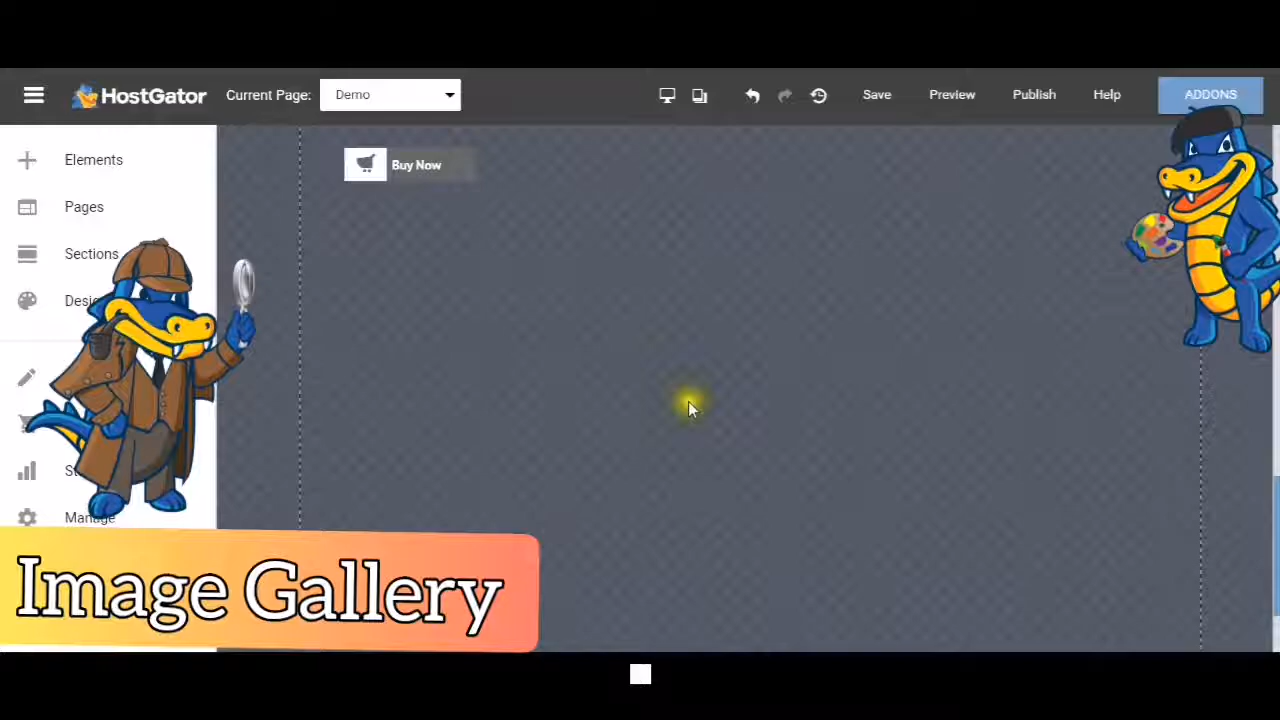 HostGator
Current Page:
Demo
Save
Preview
Publish
Help
ADDONS
Elements
Pages
Sections
Buy Now
Manage
Image Gallery